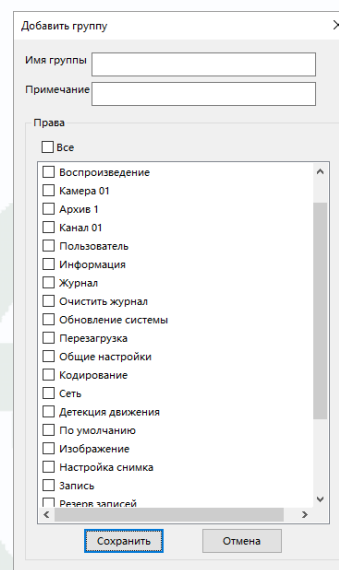 Добавить группу
Имя группы
Примечание
Права
Все
Воспроизведение
Камера 01
Архив 1
Канал 01
Пользователь
Информация
Журнал
Очистить журнал
Обновление системы
Перезагрузка
Общие настройки
Кодирование
Сеть
Детекция движения
По умолчанию
Изображение
Настройка снимка
Запись
Резерв записей
Сохранить Отмена